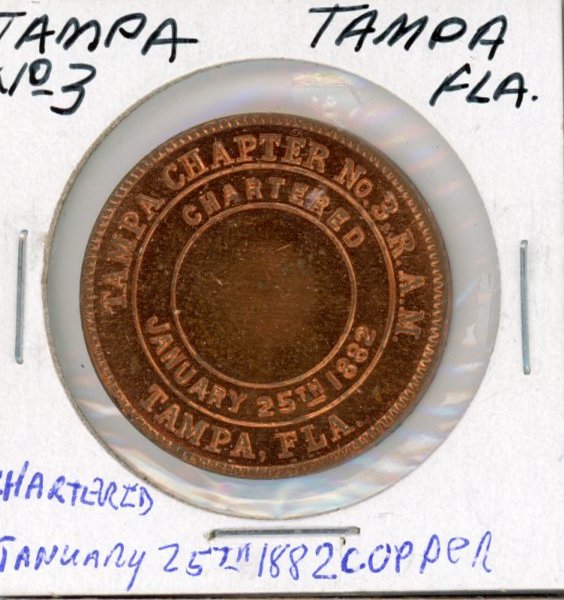 TAMPA TAMPA
No 3 FLA.
TAMPA CHAPTER No. 3, R.A.M.
CHARTERED
JANUARY 25TH 1882
TAMPA, FLA.
CHARTERED
JANUARY 25TH 1882 COPPER